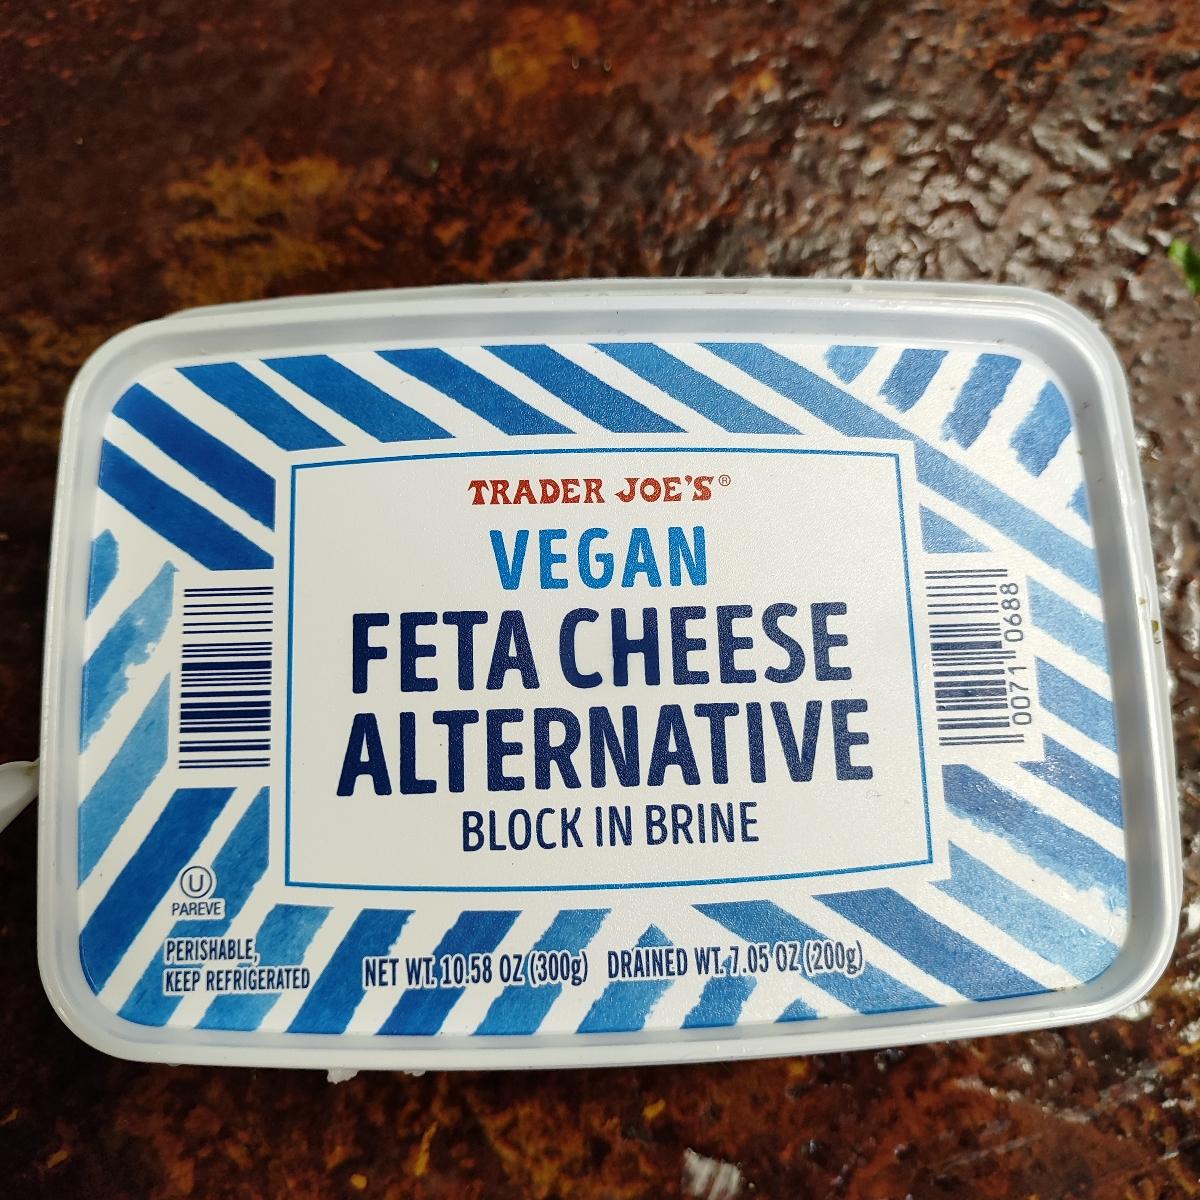 TRADER JOE'S®
VEGAN
FETA CHEESE
ALTERNATIVE
BLOCK IN BRINE
0071 0688
U
PAREVE
PERISHABLE,
KEEP REFRIGERATED
NET WT. 10.58 OZ (300g) DRAINED WT. 7.05 OZ (200g)